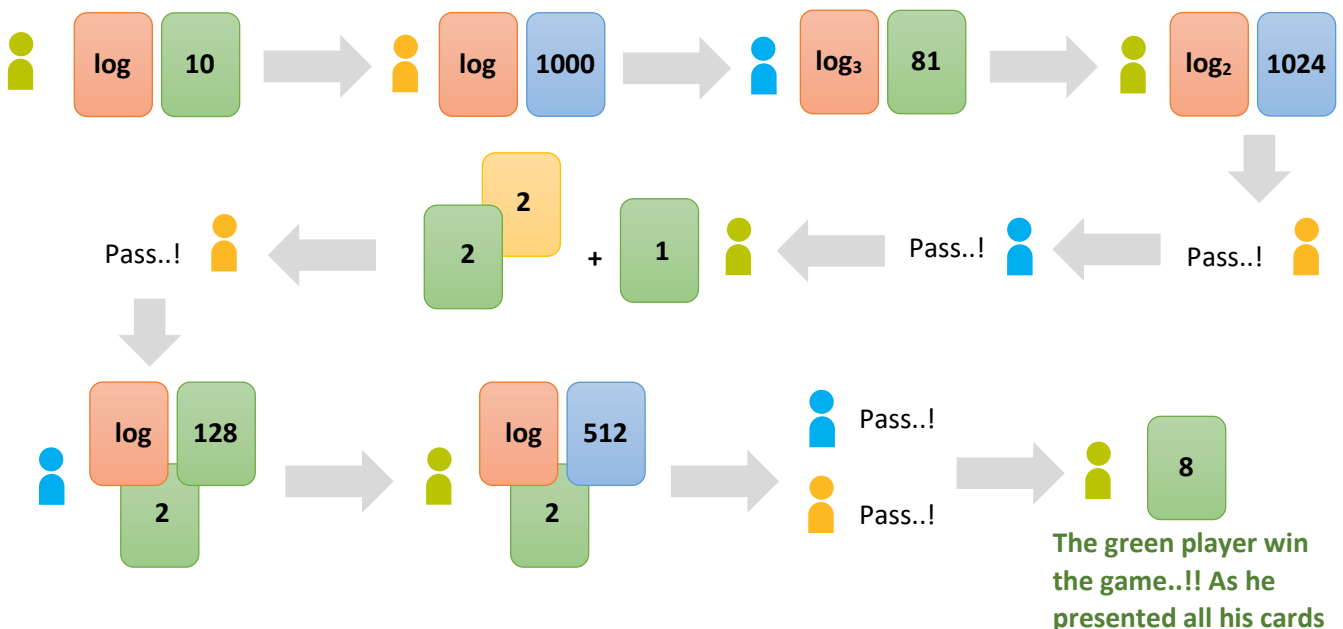 log 10 log 1000 log₃ 81 log₂ 1024
Pass..! 2 2 + 1 Pass..! Pass..!
log 128 2
log 512 2
Pass..!
Pass..!
8
The green player win
the game..!! As he
presented all his cards